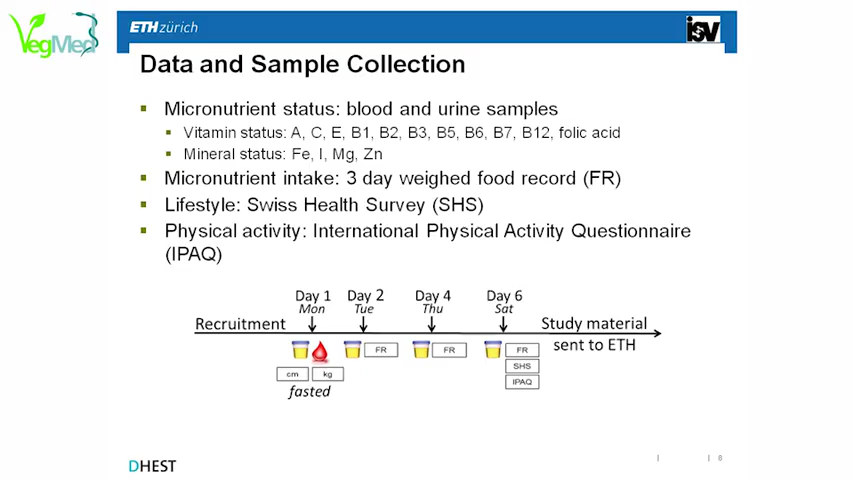 VegMed
ETH zürich
isv
Data and Sample Collection
Micronutrient status: blood and urine samples
Vitamin status: A, C, E, B1, B2, B3, B5, B6, B7, B12, folic acid
Mineral status: Fe, I, Mg, Zn
Micronutrient intake: 3 day weighed food record (FR)
Lifestyle: Swiss Health Survey (SHS)
Physical activity: International Physical Activity Questionnaire
(IPAQ)
Day 1 Day 2 Day 4 Day 6
Mon Tue Thu Sat
Recruitment Study material
sent to ETH
FR FR FR
SHS
cm kg IPAQ
fasted
DHEST
| | 8